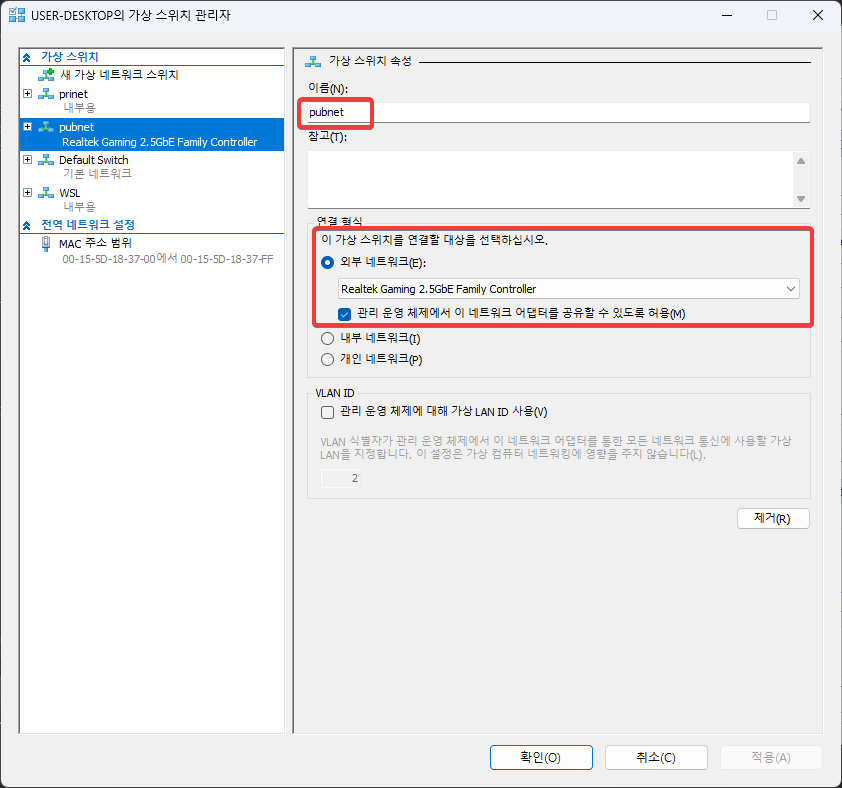 USER-DESKTOP의 가상 스위치 관리자
가상 스위치
새 가상 네트워크 스위치
prinet
내부용
pubnet
Realtek Gaming 2.5GbE Family Controller
Default Switch
기본 네트워크
WSL
내부용
전역 네트워크 설정
MAC 주소 범위
00-15-5D-18-37-00에서 00-15-5D-18-37-FF
가상 스위치 속성
이름(N):
pubnet
참고(T):
연결 형식
이 가상 스위치를 연결할 대상을 선택하십시오.
외부 네트워크(E):
Realtek Gaming 2.5GbE Family Controller
관리 운영 체제에서 이 네트워크 어댑터를 공유할 수 있도록 허용(M)
내부 네트워크(I)
개인 네트워크(P)
VLAN ID
관리 운영 체제에 대해 가상 LAN ID 사용(V)
VLAN 식별자가 관리 운영 체제에서 이 네트워크 어댑터를 통한 모든 네트워크 통신에 사용할 가상
LAN을 지정합니다. 이 설정은 가상 컴퓨터 네트워킹에 영향을 주지 않습니다(L).
2
제거(R)
확인(O)
취소(C)
적용(A)